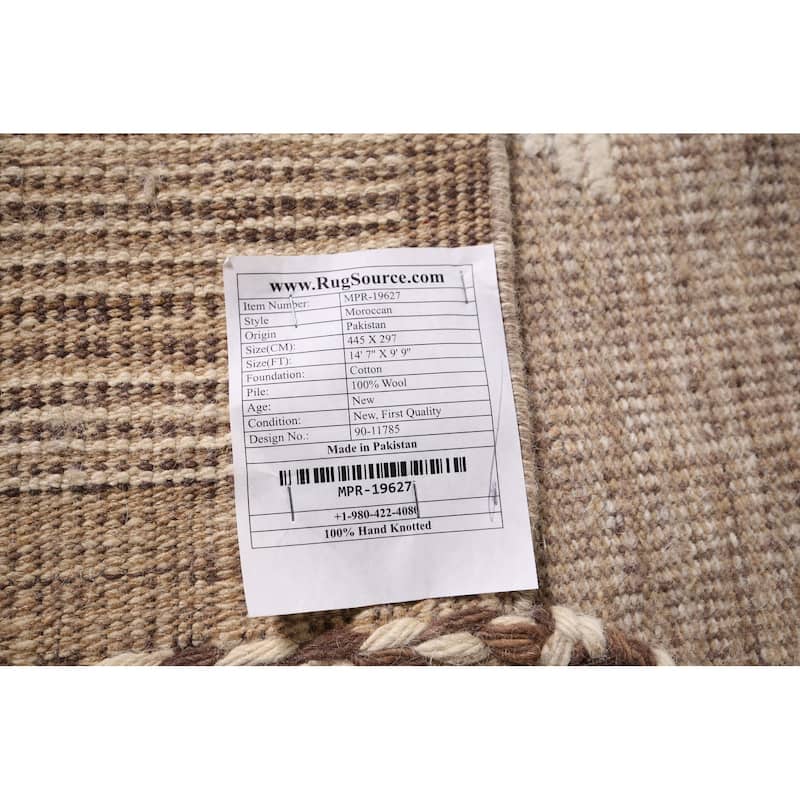 www.RugSource.com
Item Number: MPR-19627
Style Moroccan
Origin Pakistan
Size(CM): 445 X 297
Size(FT): 14' 7" X 9' 9"
Foundation: Cotton
Pile: 100% Wool
Age: New
Condition: New, First Quality
Design No.: 90-11785
Made in Pakistan
MPR-19627
+1-980-422-4080
100% Hand Knotted